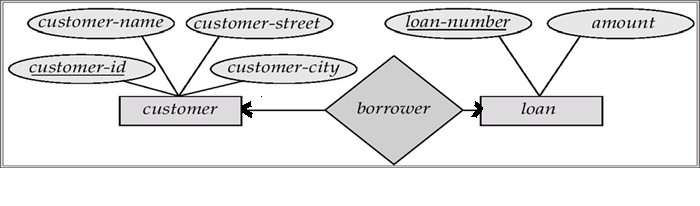 customer-name customer-street loan-number amount
customer-id customer-city
customer borrower loan